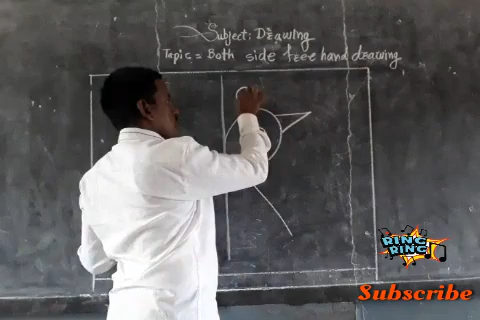 Subject: Drawing
Topic = Both side free hand drawing
RING
RING
Subscribe